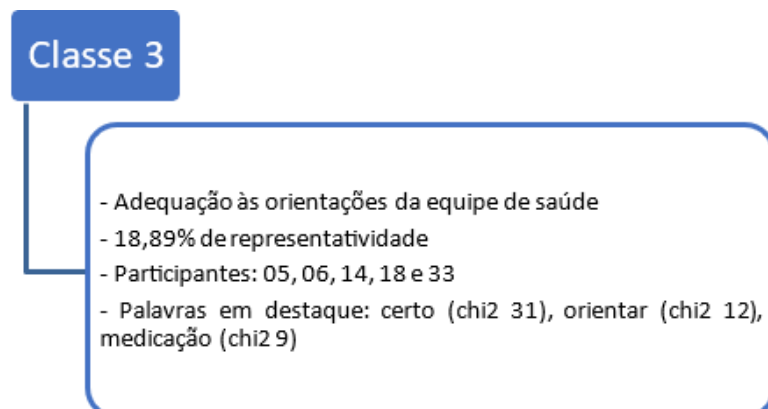 Classe 3
- Adequação às orientações da equipe de saúde
- 18,89% de representatividade
- Participantes: 05, 06, 14, 18 e 33
- Palavras em destaque: certo (chi2 31), orientar (chi2 12),
medicação (chi2 9)